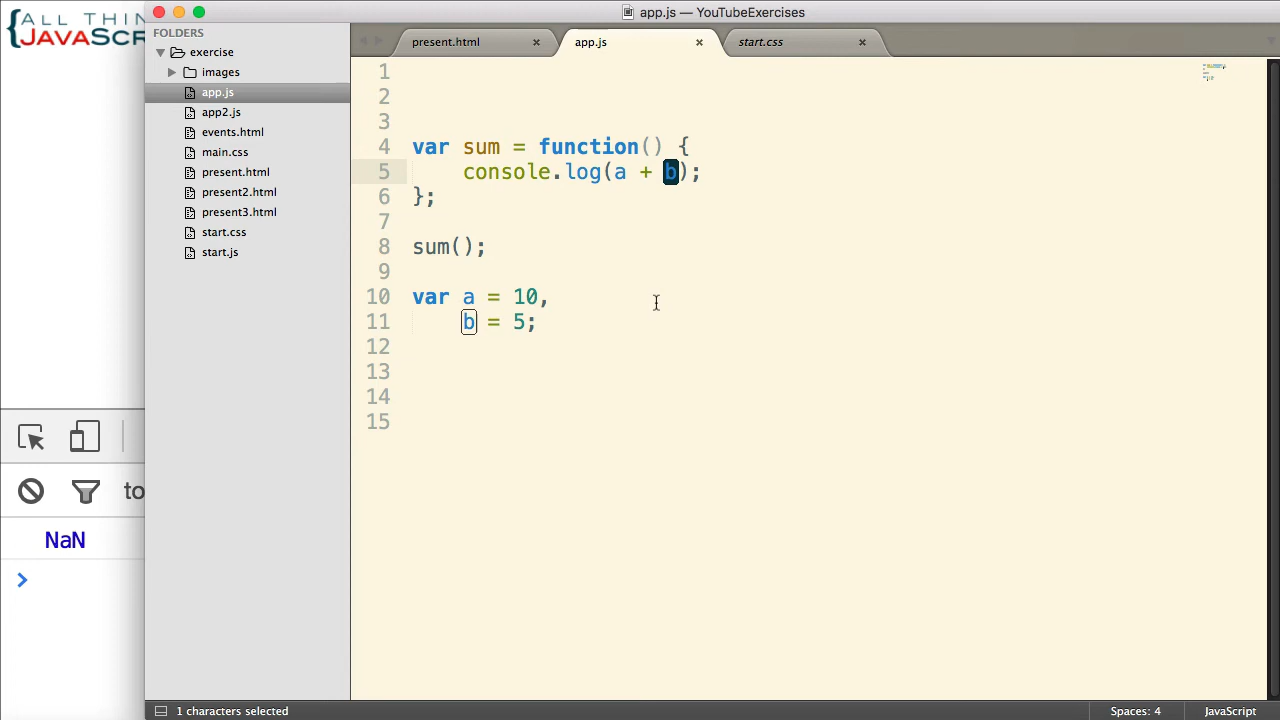 ALL THIN
JAVASCR
app.js — YouTubeExercises
FOLDERS
exercise
images
app.js
app2.js
events.html
main.css
present.html
present2.html
present3.html
start.css
start.js
present.html × app.js × start.css ×
1
2
3
4 var sum = function() {
5 console.log(a + b);
6 };
7
8 sum();
9
10 var a = 10,
11 b = 5;
12
13
14
15
to
NaN
>
1 characters selected
Spaces: 4
JavaScript